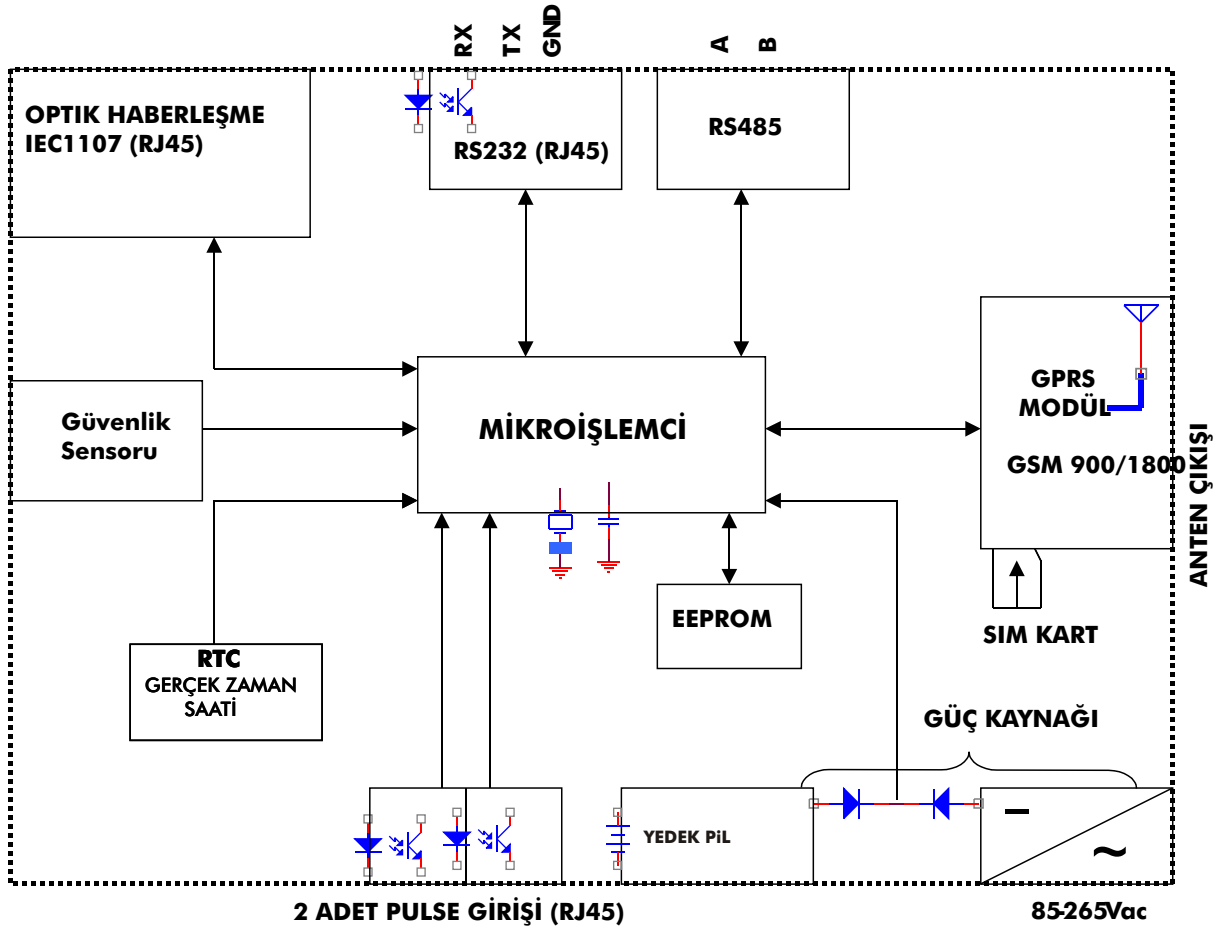 RX
TX
GND
A
B
OPTIK HABERLEŞME
IEC1107 (RJ45)
RS232 (RJ45)
RS485
GPRS
MODÜL
GSM 900/1800
ANTEN ÇIKIŞI
Güvenlik
Sensoru
MİKROİŞLEMCİ
EEPROM
SIM KART
RTC
GERÇEK ZAMAN
SAATİ
GÜÇ KAYNAĞI
YEDEK PiL
2 ADET PULSE GİRİŞİ (RJ45)
85-265Vac